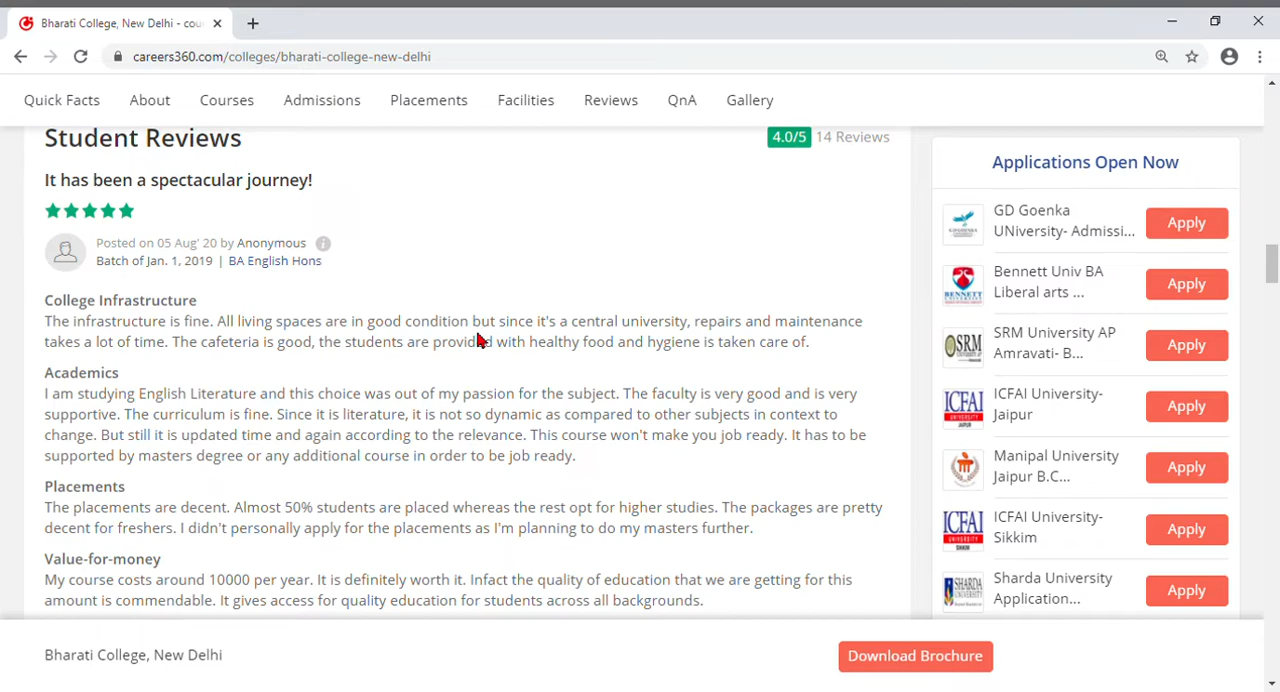 Bharati College, New Delhi - cou
careers360.com/colleges/bharati-college-new-delhi
Quick Facts About Courses Admissions Placements Facilities Reviews QnA Gallery
Student Reviews 4.0/5 14 Reviews
It has been a spectacular journey!
Posted on 05 Aug' 20 by Anonymous
Batch of Jan. 1, 2019 | BA English Hons
College Infrastructure
The infrastructure is fine. All living spaces are in good condition but since it's a central university, repairs and maintenance
takes a lot of time. The cafeteria is good, the students are provided with healthy food and hygiene is taken care of.
Academics
I am studying English Literature and this choice was out of my passion for the subject. The faculty is very good and is very
supportive. The curriculum is fine. Since it is literature, it is not so dynamic as compared to other subjects in context to
change. But still it is updated time and again according to the relevance. This course won't make you job ready. It has to be
supported by masters degree or any additional course in order to be job ready.
Placements
The placements are decent. Almost 50% students are placed whereas the rest opt for higher studies. The packages are pretty
decent for freshers. I didn't personally apply for the placements as I'm planning to do my masters further.
Value-for-money
My course costs around 10000 per year. It is definitely worth it. Infact the quality of education that we are getting for this
amount is commendable. It gives access for quality education for students across all backgrounds.
Applications Open Now
GD Goenka
UNiversity- Admissi...
Apply
BENNETT
Bennett Univ BA
Liberal arts ...
Apply
SRM
SRM University AP
Amravati- B...
Apply
ICFAI
UNIVERSITY
JAIPUR
ICFAI University-
Jaipur
Apply
Manipal University
Jaipur B.C...
Apply
ICFAI
UNIVERSITY
SIKKIM
ICFAI University-
Sikkim
Apply
SHARDA
UNIVERSITY
Sharda University
Application...
Apply
Bharati College, New Delhi
Download Brochure